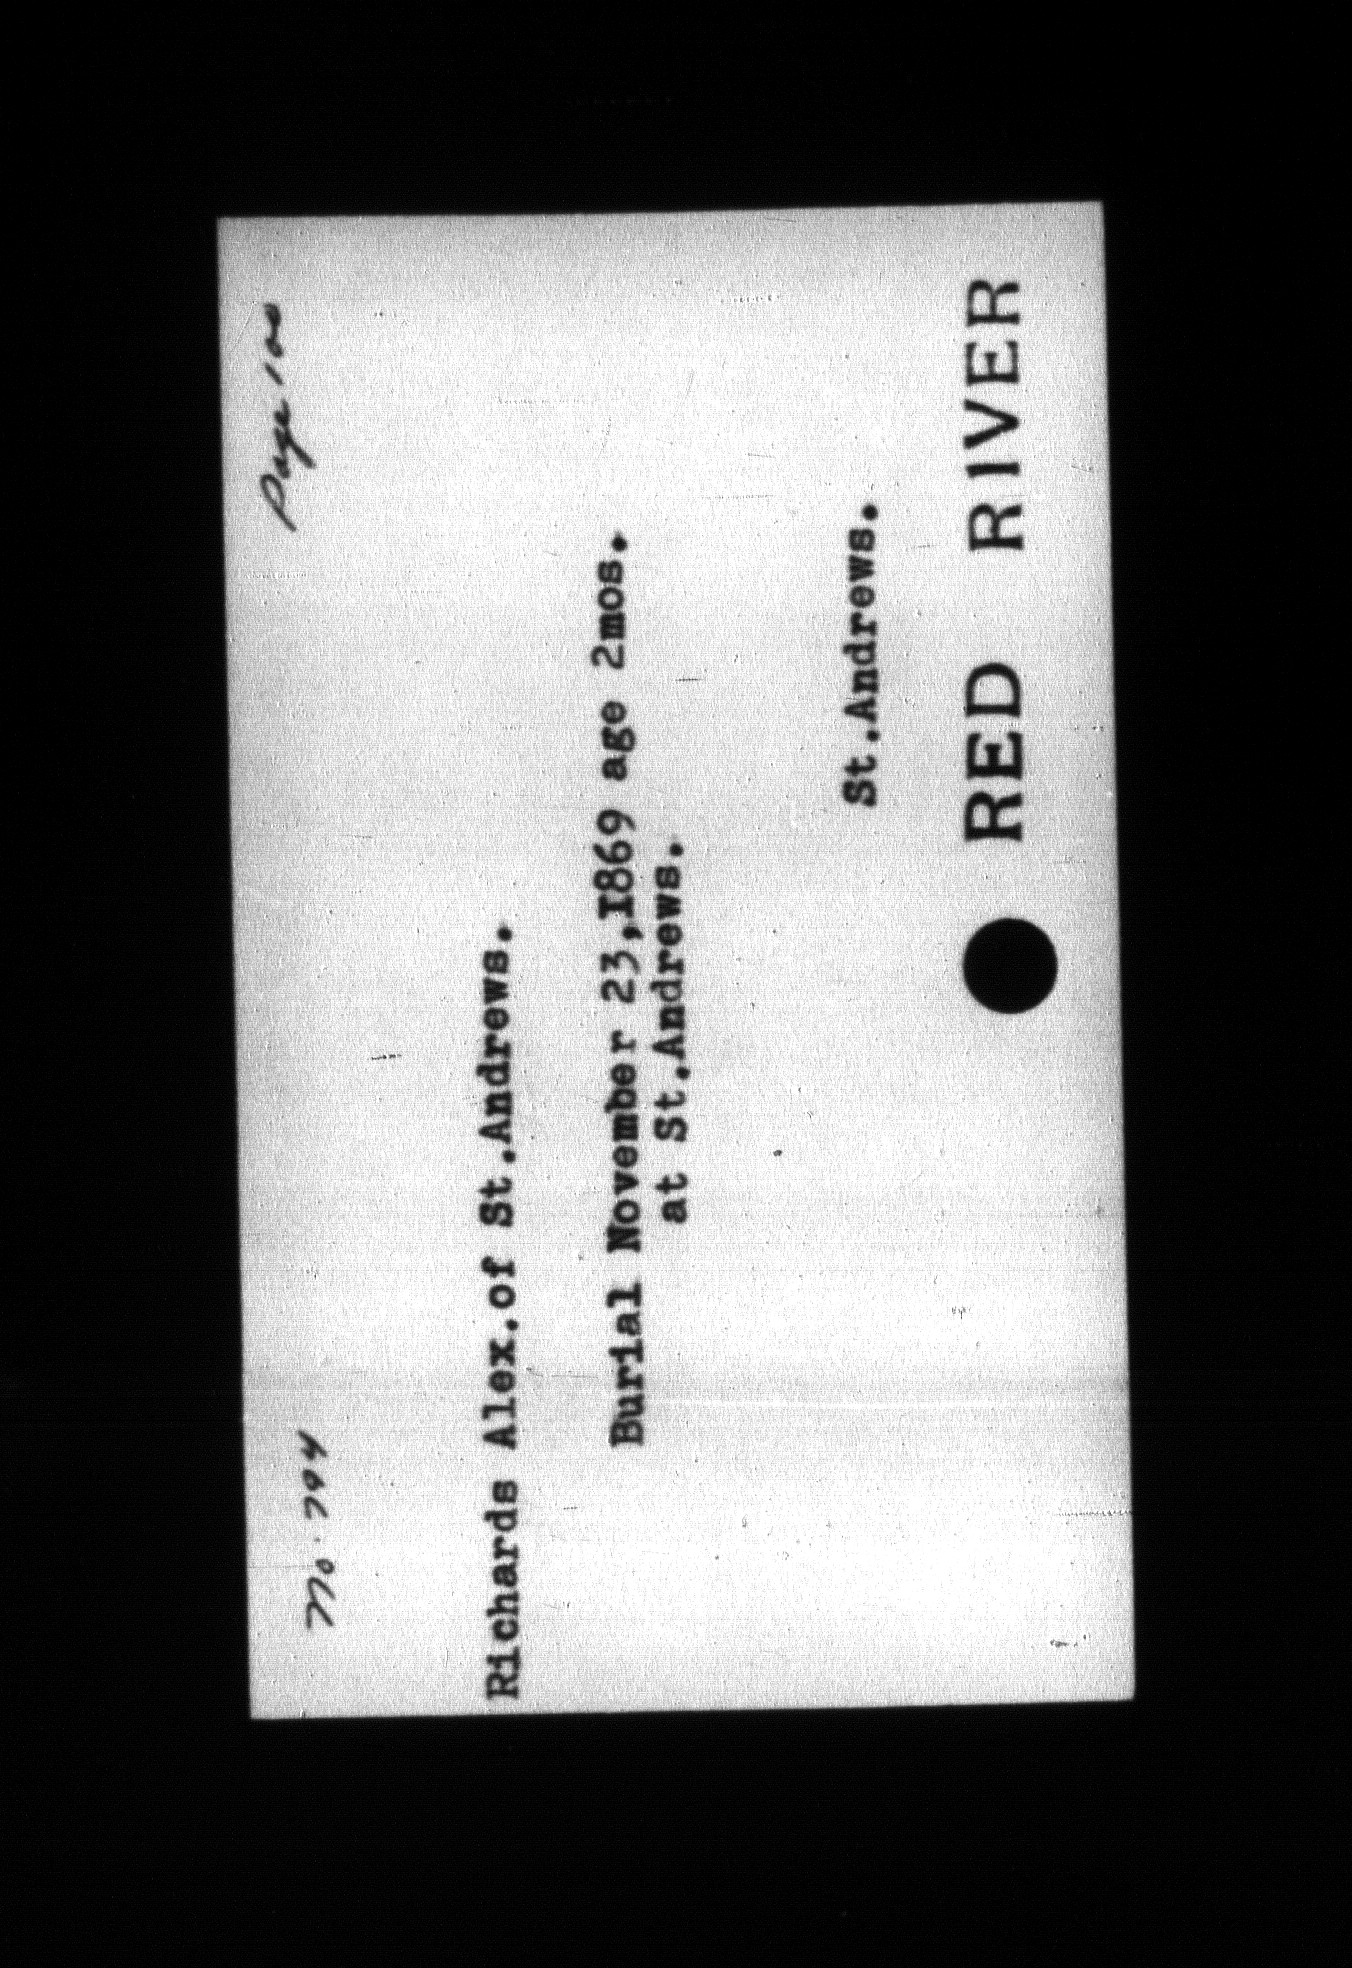 No. 794
Page 100
Richards Alex.of St.Andrews.
Burial November 23,1869 age 2mos.
at St.Andrews.
St.Andrews.
RED RIVER